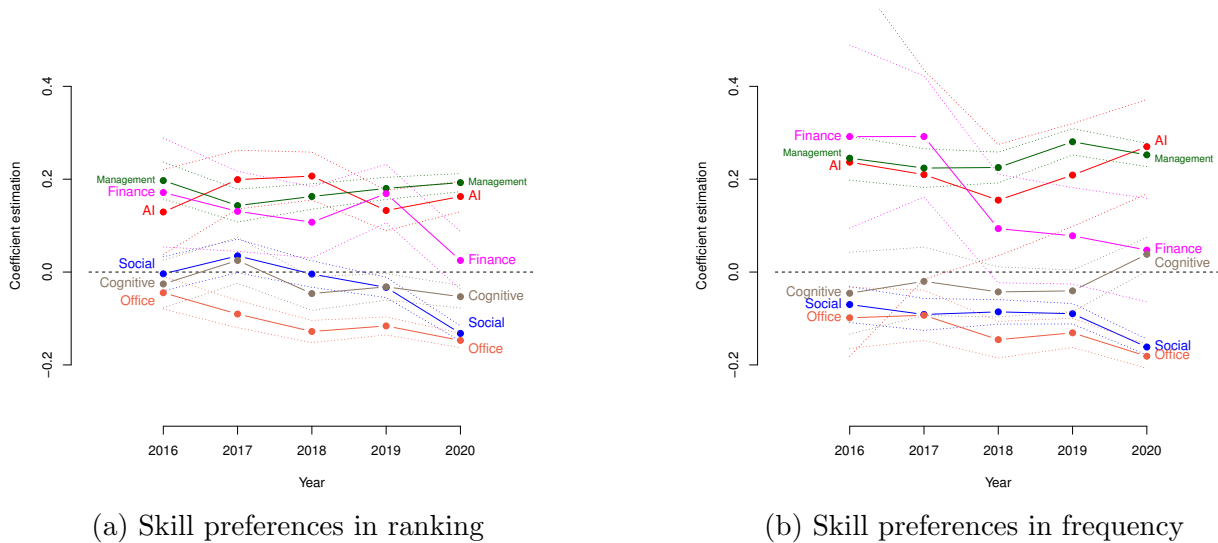 0.4
0.2
0.0
−0.2
Coefficient estimation
Management
Finance
AI
Social
Cognitive
Office
Management
AI
Finance
Cognitive
Social
Office
2016 2017 2018 2019 2020
Year
(a) Skill preferences in ranking
0.4
0.2
0.0
−0.2
Coefficient estimation
Finance
Management
AI
Cognitive
Social
Office
AI
Management
Finance
Cognitive
Social
Office
2016 2017 2018 2019 2020
Year
(b) Skill preferences in frequency